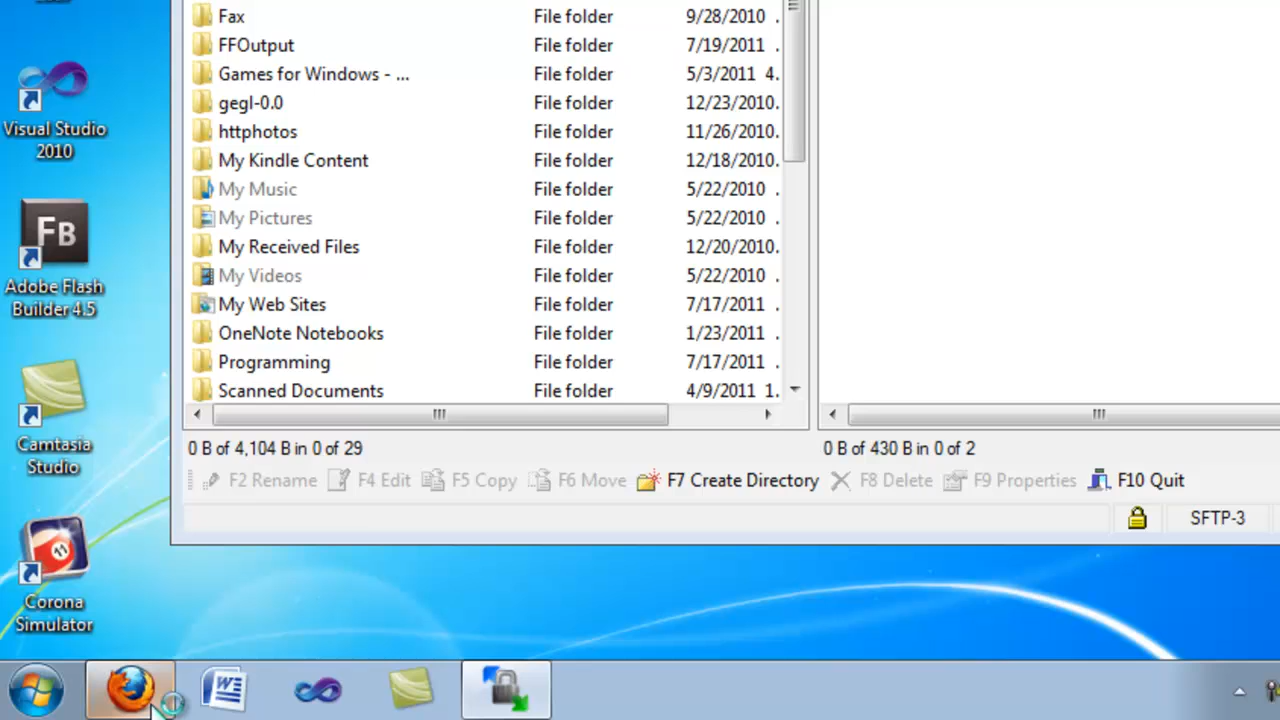 Fax File folder 9/28/2010 .
FFOutput File folder 7/19/2011 .
Games for Windows - ... File folder 5/3/2011 4.
gegl-0.0 File folder 12/23/2010.
httpphotos File folder 11/26/2010.
My Kindle Content File folder 12/18/2010.
My Music File folder 5/22/2010 .
My Pictures File folder 5/22/2010 .
My Received Files File folder 12/20/2010.
My Videos File folder 5/22/2010 .
My Web Sites File folder 7/17/2011 .
OneNote Notebooks File folder 1/23/2011 .
Programming File folder 7/17/2011 .
Scanned Documents File folder 4/9/2011 1.
0 B of 4,104 B in 0 of 29
0 B of 430 B in 0 of 2
F2 Rename F4 Edit F5 Copy F6 Move F7 Create Directory F8 Delete F9 Properties F10 Quit
SFTP-3
Visual Studio
2010
FB
Adobe Flash
Builder 4.5
Camtasia
Studio
11
Corona
Simulator
W